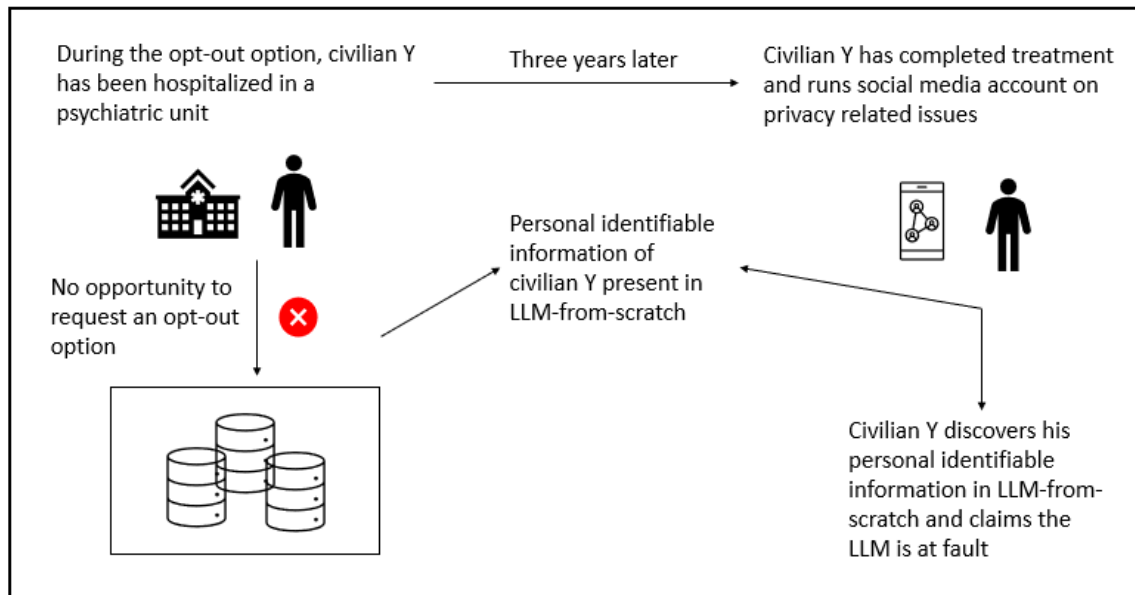 During the opt-out option, civilian Y
has been hospitalized in a
psychiatric unit
Three years later
Civilian Y has completed treatment
and runs social media account on
privacy related issues
No opportunity to
request an opt-out
option
Personal identifiable
information of
civilian Y present in
LLM-from-scratch
Civilian Y discovers his
personal identifiable
information in LLM-from-
scratch and claims the
LLM is at fault